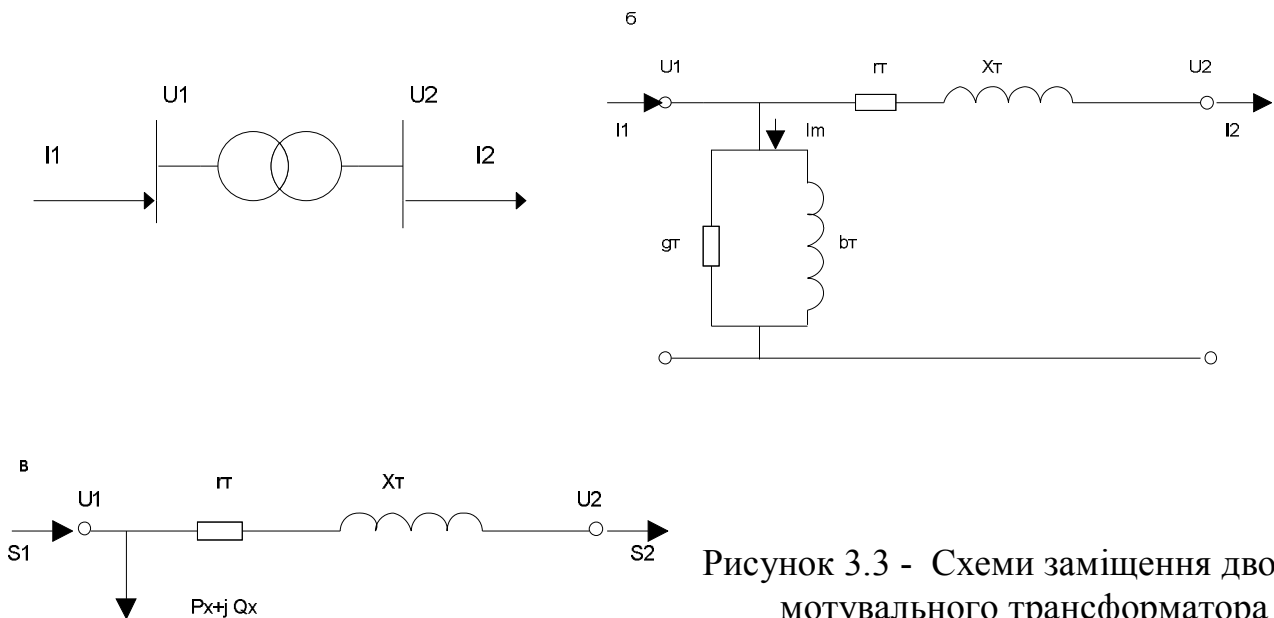 б
U1
U2
I1
I2
U1
rт
Xт
U2
I1
Im
I2
gт
bт
в
U1
rт
Xт
U2
S1
S2
Px+j Qx
Рисунок 3.3 - Схеми заміщення дво
мотувального трансформатора